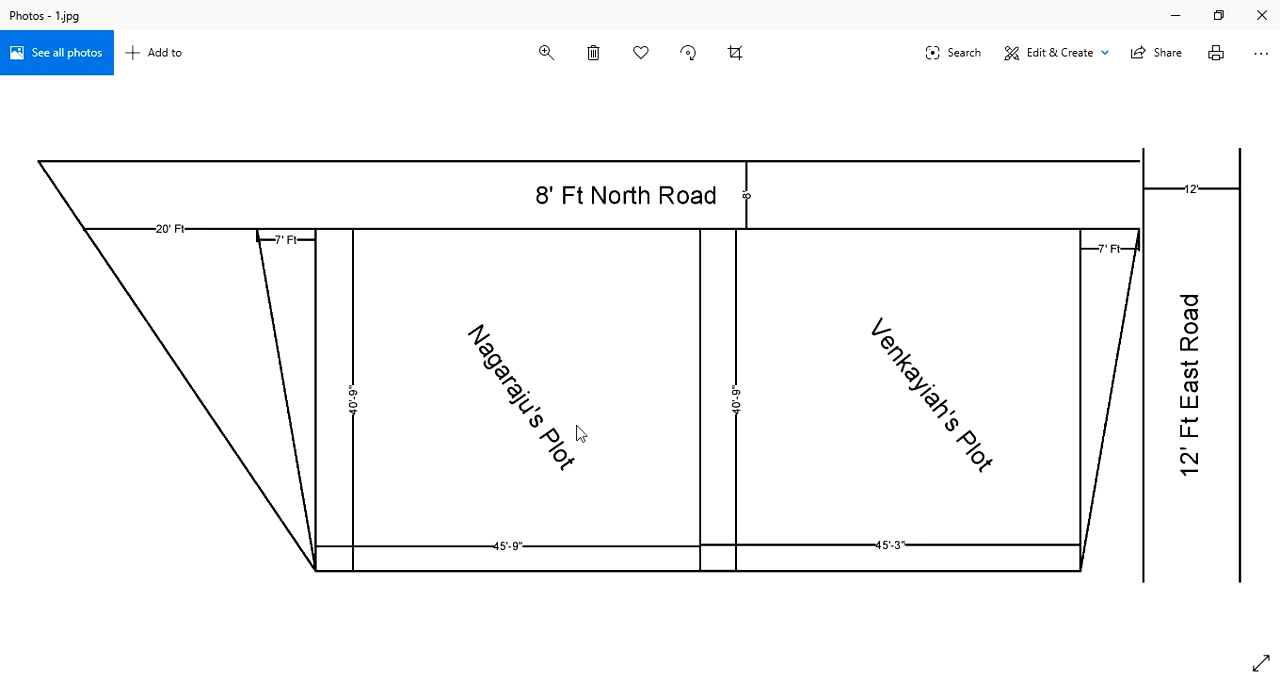 Photos - 1.jpg
See all photos
Add to
Search
Edit & Create
Share
8' Ft North Road
8'
12'
20' Ft
7' Ft
7' Ft
Nagaraju's Plot
Venkayiah's Plot
12' Ft East Road
40'-9"
40'-9"
45'-9"
45'-3"